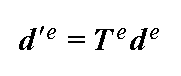 d′ᵉ = Tᵉdᵉ